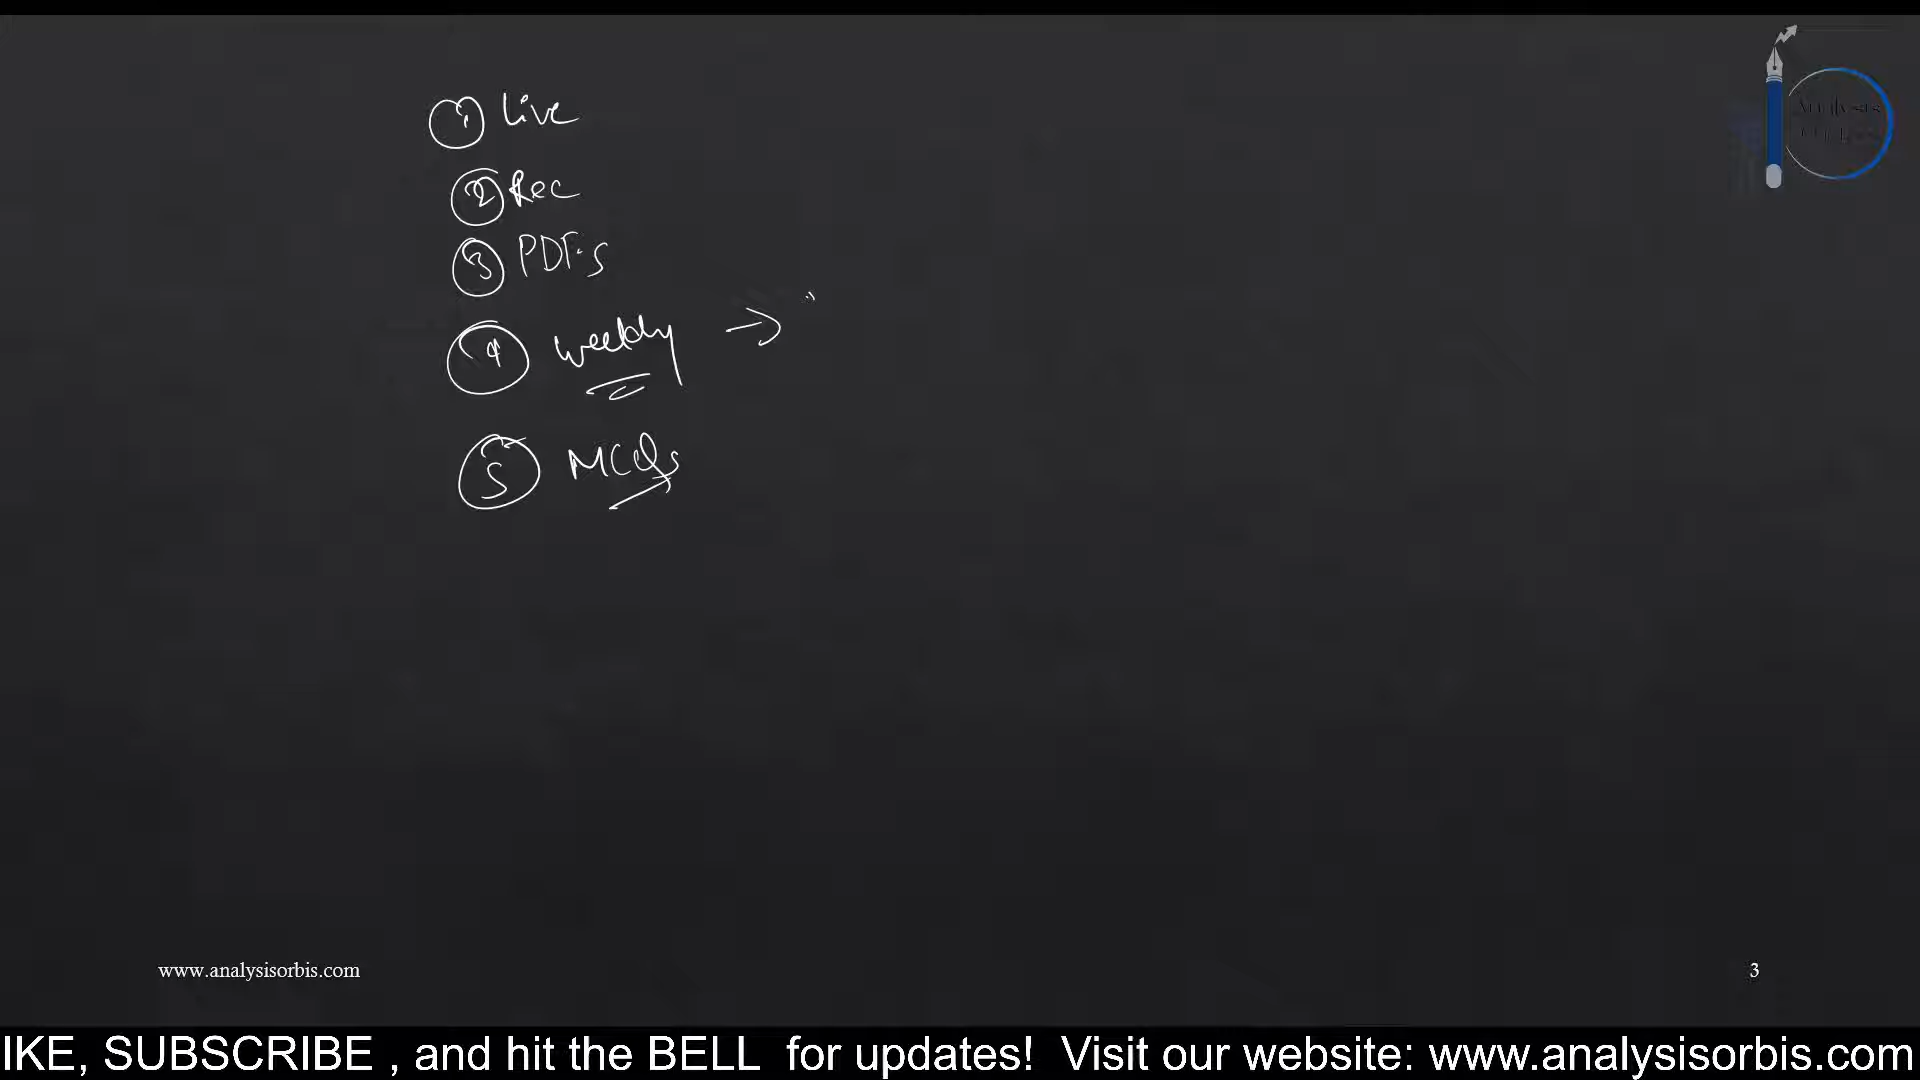 ① Live
② Rec
③ PDFs
④ weekly →
⑤ MCQs
Analysis
www.analysisorbis.com
3
IKE, SUBSCRIBE , and hit the BELL for updates! Visit our website: www.analysisorbis.com